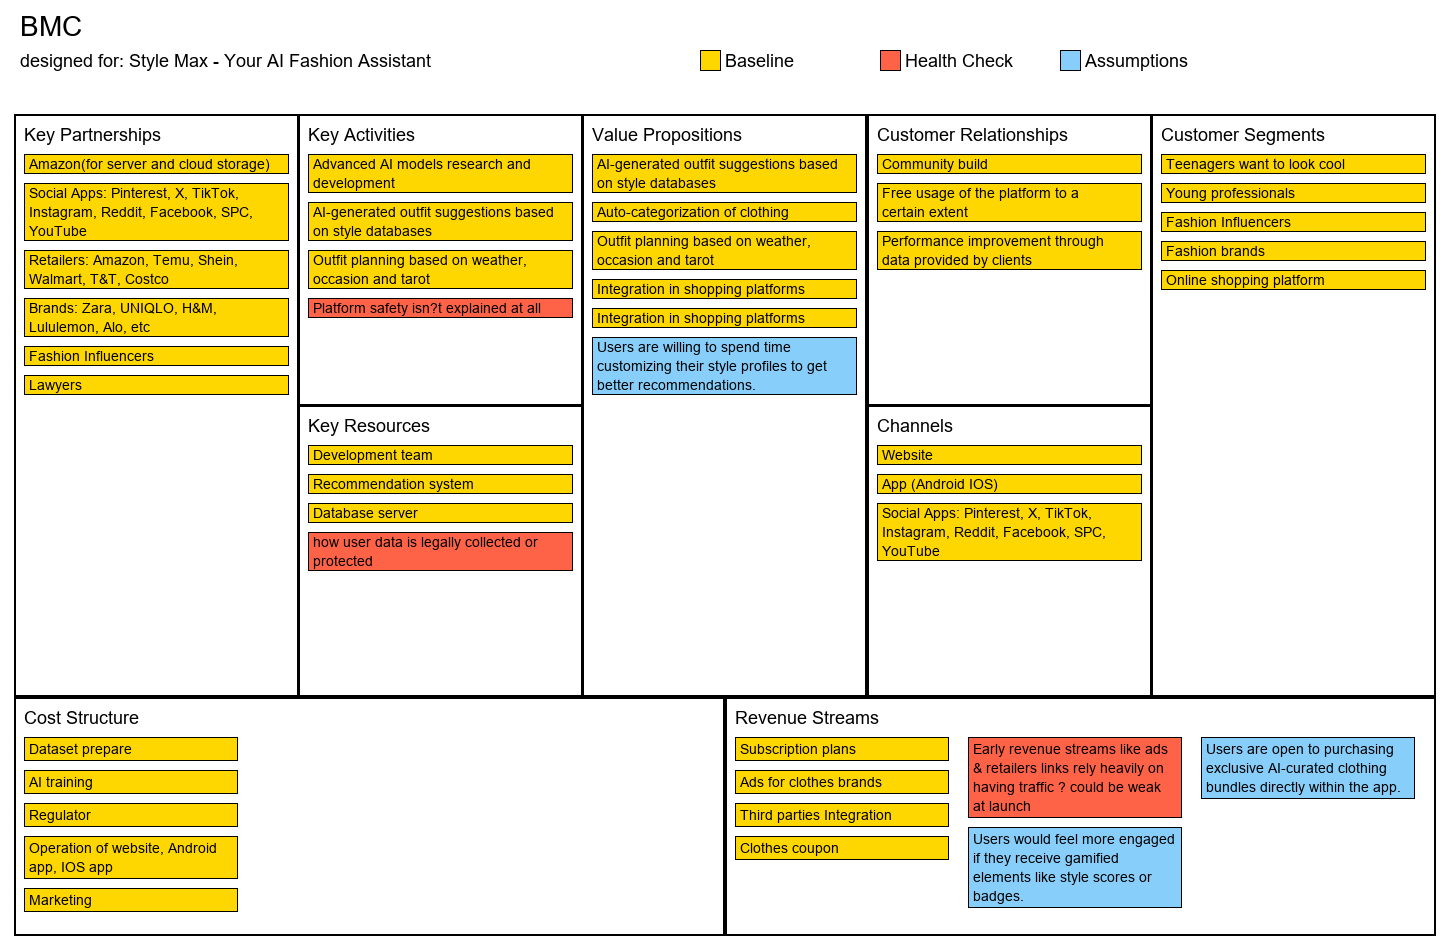 BMC
designed for: Style Max - Your AI Fashion Assistant
Baseline
Health Check
Assumptions
Key Partnerships
Amazon(for server and cloud storage)
Social Apps: Pinterest, X, TikTok,
Instagram, Reddit, Facebook, SPC,
YouTube
Retailers: Amazon, Temu, Shein,
Walmart, T&T, Costco
Brands: Zara, UNIQLO, H&M,
Lululemon, Alo, etc
Fashion Influencers
Lawyers
Key Activities
Advanced AI models research and
development
AI-generated outfit suggestions based
on style databases
Outfit planning based on weather,
occasion and tarot
Platform safety isn?t explained at all
Key Resources
Development team
Recommendation system
Database server
how user data is legally collected or
protected
Value Propositions
AI-generated outfit suggestions based
on style databases
Auto-categorization of clothing
Outfit planning based on weather,
occasion and tarot
Integration in shopping platforms
Integration in shopping platforms
Users are willing to spend time
customizing their style profiles to get
better recommendations.
Customer Relationships
Community build
Free usage of the platform to a
certain extent
Performance improvement through
data provided by clients
Channels
Website
App (Android IOS)
Social Apps: Pinterest, X, TikTok,
Instagram, Reddit, Facebook, SPC,
YouTube
Customer Segments
Teenagers want to look cool
Young professionals
Fashion Influencers
Fashion brands
Online shopping platform
Cost Structure
Dataset prepare
AI training
Regulator
Operation of website, Android
app, IOS app
Marketing
Revenue Streams
Subscription plans
Ads for clothes brands
Third parties Integration
Clothes coupon
Early revenue streams like ads
& retailers links rely heavily on
having traffic ? could be weak
at launch
Users would feel more engaged
if they receive gamified
elements like style scores or
badges.
Users are open to purchasing
exclusive AI-curated clothing
bundles directly within the app.